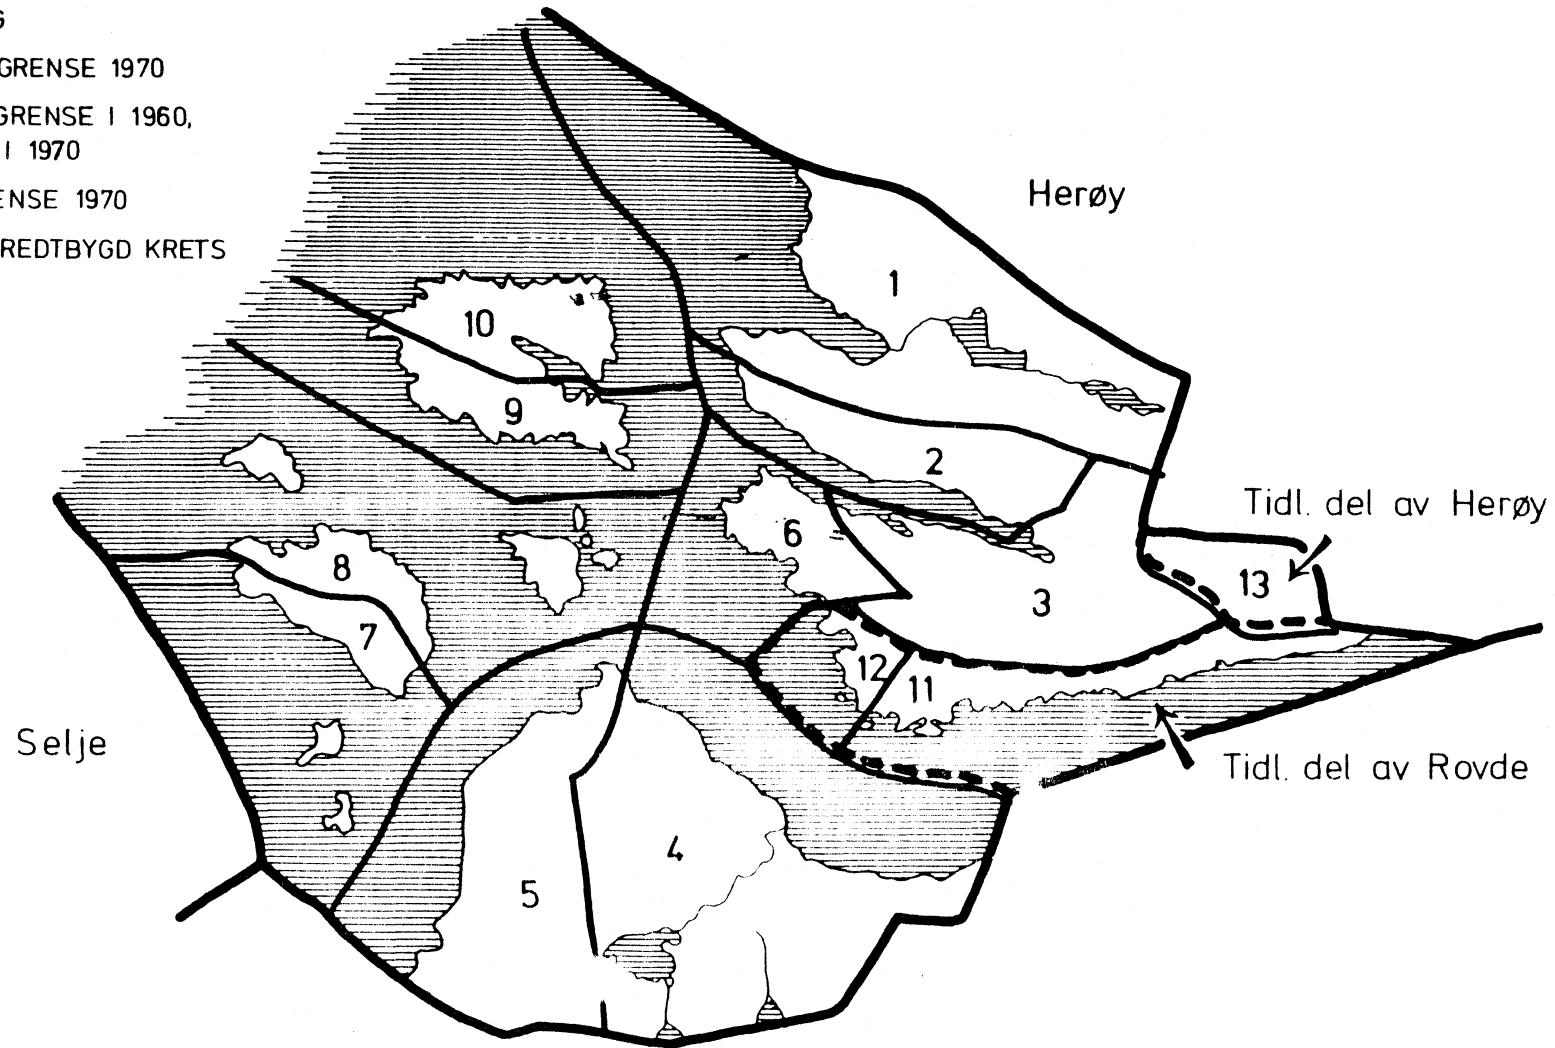 G
GRENSE 1970
GRENSE I 1960,
I 1970
ENSE 1970
REDTBYGD KRETS
Herøy
1
10
9
2
Tidl. del av Herøy
6
8
13
3
7
12
11
Selje
Tidl. del av Rovde
4
5